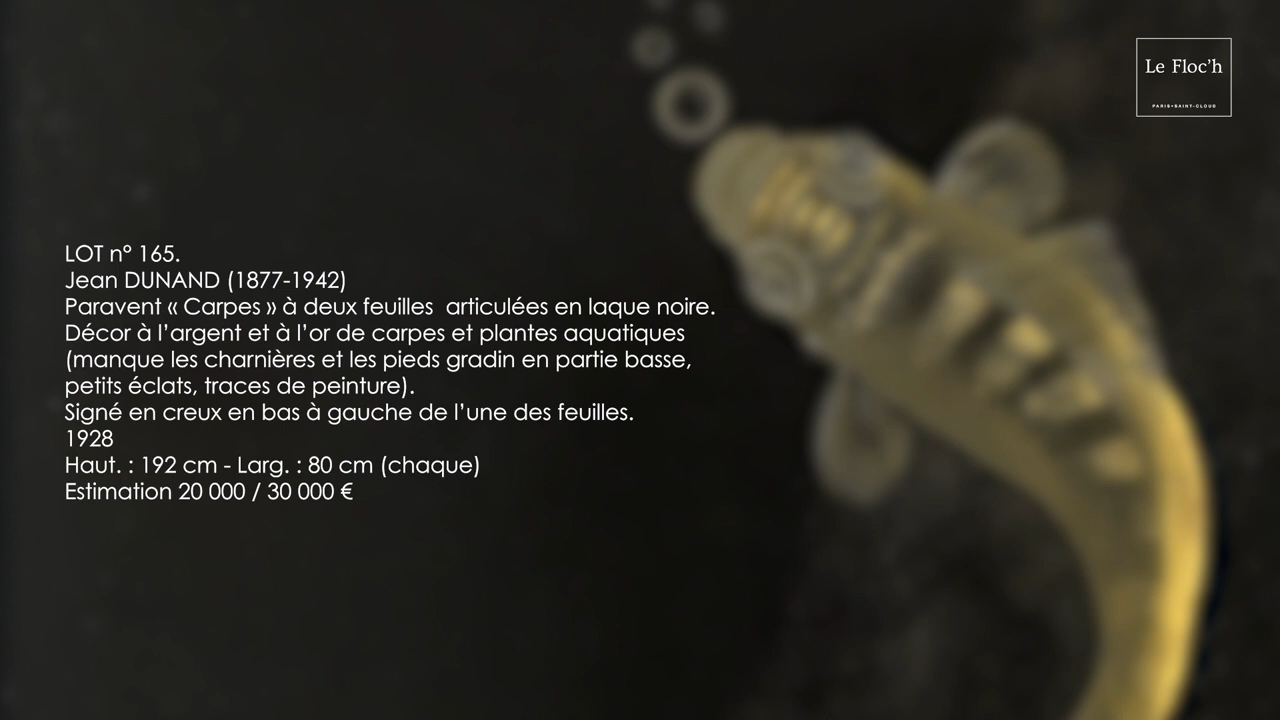 Le Floc'h
PARIS•SAINT-CLOUD
LOT n° 165.
Jean DUNAND (1877-1942)
Paravent « Carpes » à deux feuilles  articulées en laque noire.
Décor à l’argent et à l’or de carpes et plantes aquatiques
(manque les charnières et les pieds gradin en partie basse,
petits éclats, traces de peinture).
Signé en creux en bas à gauche de l’une des feuilles.
1928
Haut. : 192 cm - Larg. : 80 cm (chaque)
Estimation 20 000 / 30 000 €